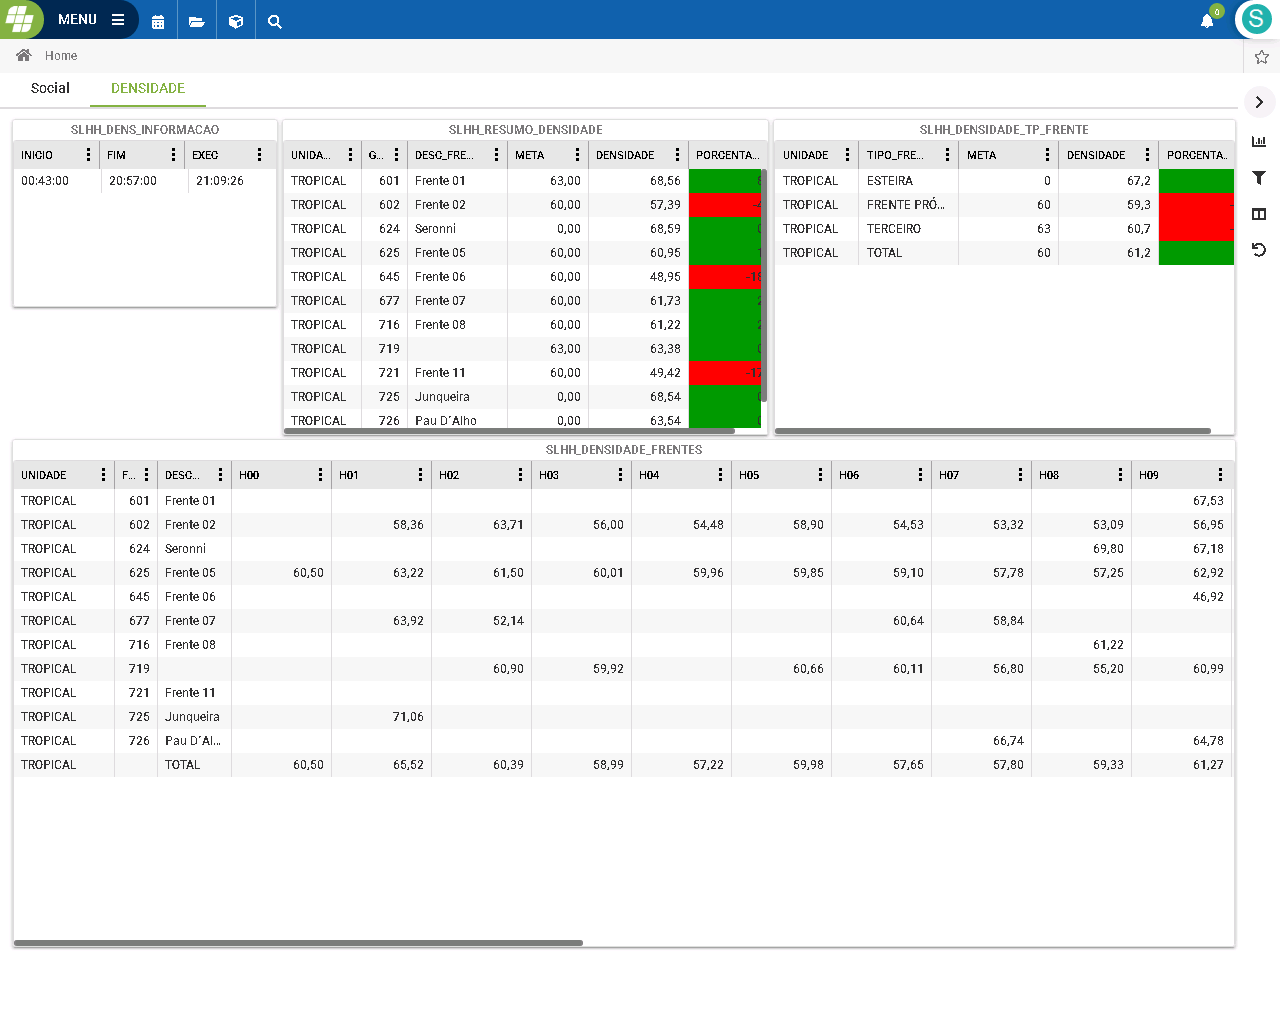 MENU 0 S
Home
Social DENSIDADE
SLHH_DENS_INFORMACAO
INICIO FIM EXEC
00:43:00 20:57:00 21:09:26
SLHH_RESUMO_DENSIDADE
UNIDA... G... DESC_FRE... META DENSIDADE PORCENTA...
TROPICAL 601 Frente 01 63,00 68,56
TROPICAL 602 Frente 02 60,00 57,39
TROPICAL 624 Seronni 0,00 68,59
TROPICAL 625 Frente 05 60,00 60,95
TROPICAL 645 Frente 06 60,00 48,95
TROPICAL 677 Frente 07 60,00 61,73
TROPICAL 716 Frente 08 60,00 61,22
TROPICAL 719 63,00 63,38
TROPICAL 721 Frente 11 60,00 49,42
TROPICAL 725 Junqueira 0,00 68,54
TROPICAL 726 Pau D´Alho 0,00 63,54
SLHH_DENSIDADE_TP_FRENTE
UNIDADE TIPO_FRE... META DENSIDADE PORCENTA...
TROPICAL ESTEIRA 0 67,2
TROPICAL FRENTE PRÓ... 60 59,3
TROPICAL TERCEIRO 63 60,7
TROPICAL TOTAL 60 61,2
SLHH_DENSIDADE_FRENTES
UNIDADE F... DESC... H00 H01 H02 H03 H04 H05 H06 H07 H08 H09
TROPICAL 601 Frente 01 67,53
TROPICAL 602 Frente 02 58,36 63,71 56,00 54,48 58,90 54,53 53,32 53,09 56,95
TROPICAL 624 Seronni 69,80 67,18
TROPICAL 625 Frente 05 60,50 63,22 61,50 60,01 59,96 59,85 59,10 57,78 57,25 62,92
TROPICAL 645 Frente 06 46,92
TROPICAL 677 Frente 07 63,92 52,14 60,64 58,84
TROPICAL 716 Frente 08 61,22
TROPICAL 719 60,90 59,92 60,66 60,11 56,80 55,20 60,99
TROPICAL 721 Frente 11
TROPICAL 725 Junqueira 71,06
TROPICAL 726 Pau D´Al... 66,74 64,78
TROPICAL TOTAL 60,50 65,52 60,39 58,99 57,22 59,98 57,65 57,80 59,33 61,27